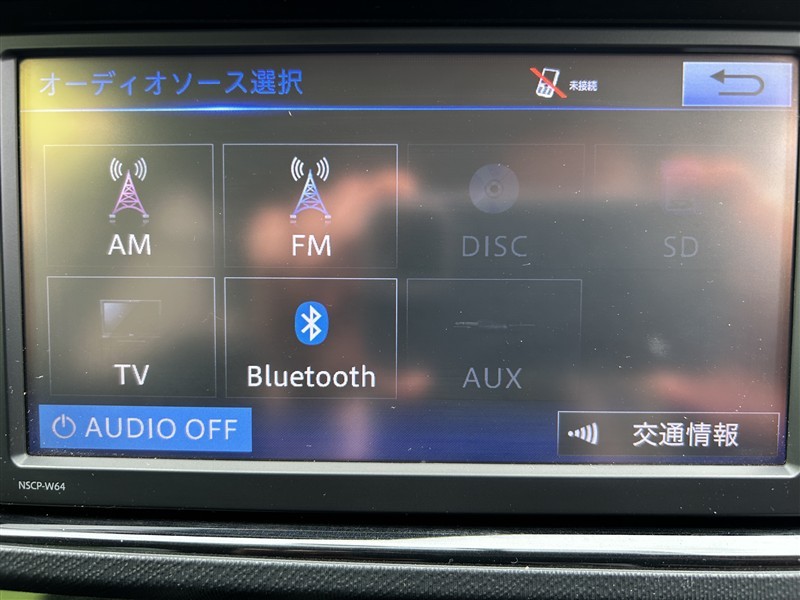 オーディオソース選択
未接続
AM
FM
DISC
SD
TV
Bluetooth
AUX
AUDIO OFF
交通情報
NSCP-W64